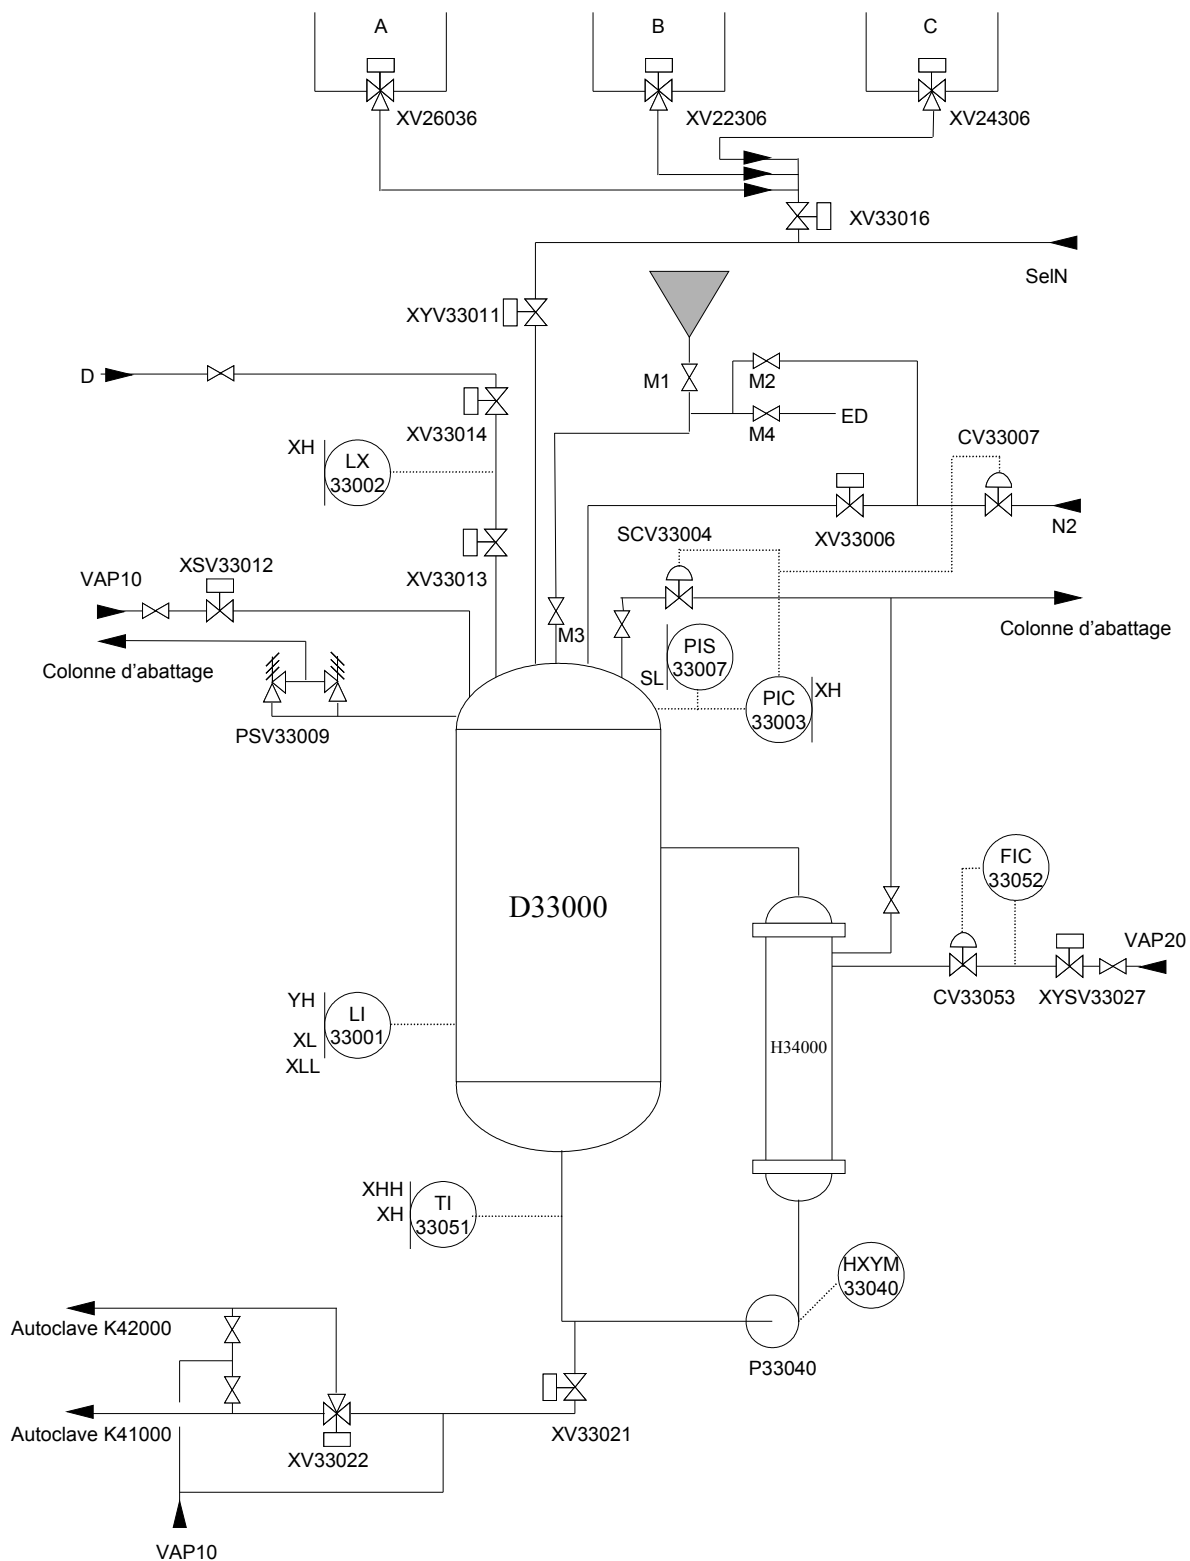 A
B
C
XV26036
XV22306
XV24306
XV33016
SelN
XYV33011
D
M1
M2
M4
ED
XV33014
CV33007
XH
LX
33002
N2
XV33006
SCV33004
XSV33012
VAP10
XV33013
M3
Colonne d'abattage
Colonne d'abattage
PIS
33007
SL
PIC
33003
XH
PSV33009
FIC
33052
D33000
VAP20
CV33053
XYSV33027
YH
XL
XLL
LI
33001
H34000
XHH
XH
TI
33051
HXYM
33040
Autoclave K42000
P33040
Autoclave K41000
XV33022
XV33021
VAP10